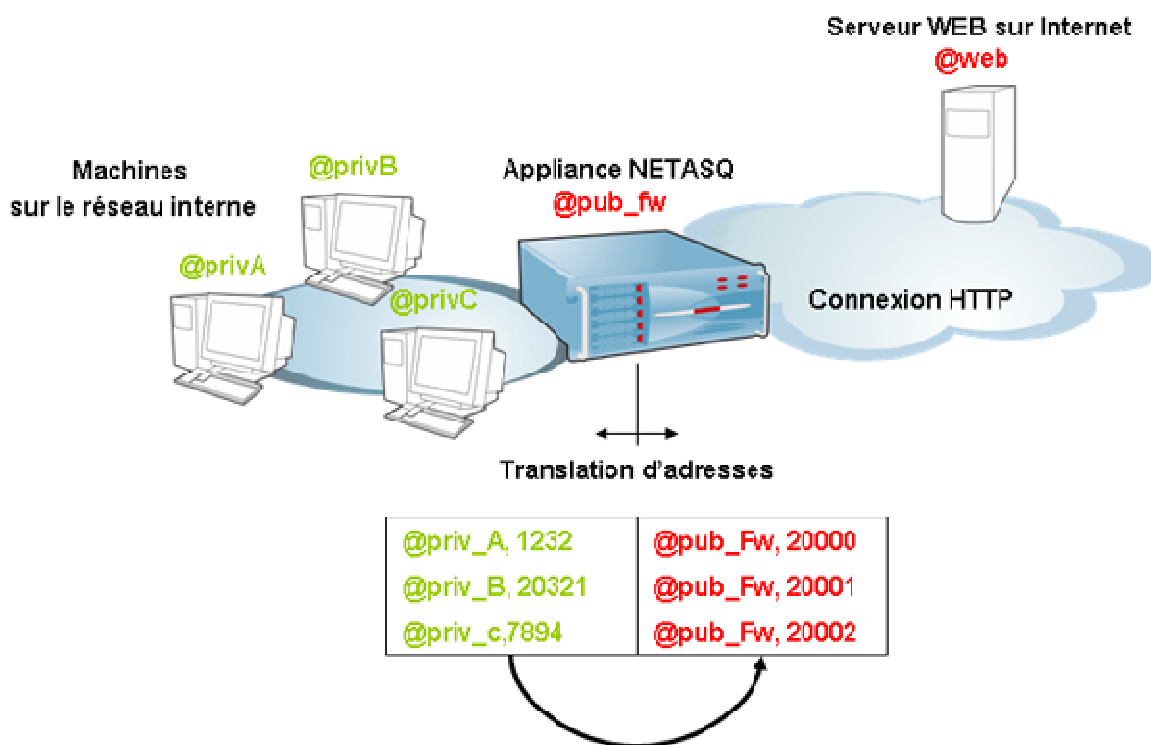 Serveur WEB sur Internet
@web
Machines
sur le réseau interne
@privB
Appliance NETASQ
@pub_fw
@privA
@privC
Connexion HTTP
Translation d'adresses
@priv_A, 1232
@pub_Fw, 20000
@priv_B, 20321
@pub_Fw, 20001
@priv_c,7894
@pub_Fw, 20002